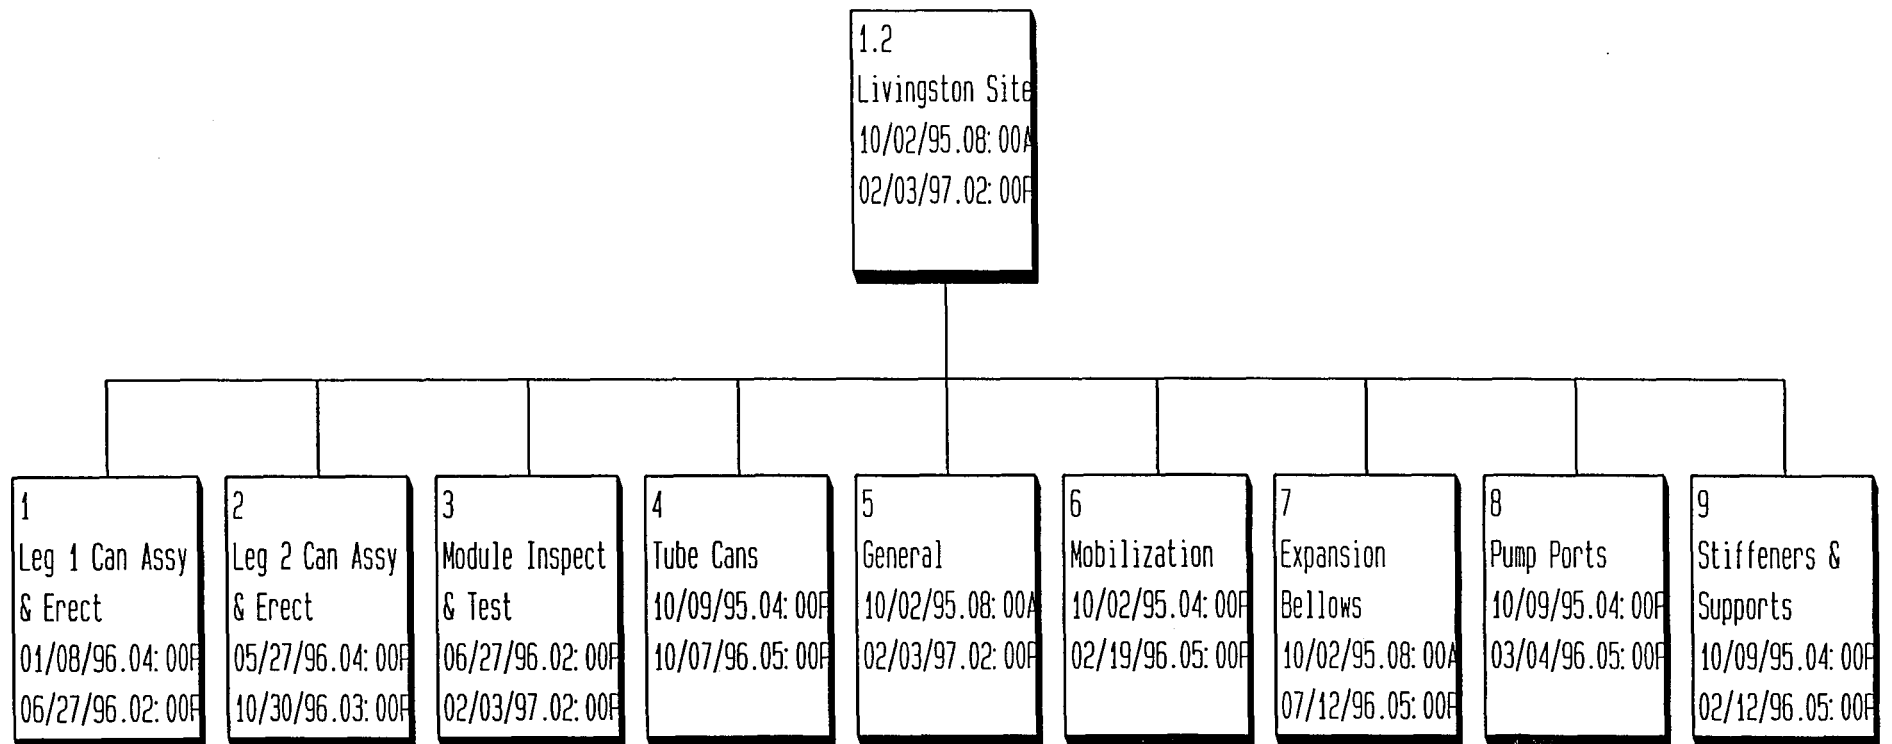 1.2
Livingston Site
10/02/95.08:00A
02/03/97.02:00P
1
Leg 1 Can Assy
& Erect
01/08/96.04:00P
06/27/96.02:00P
2
Leg 2 Can Assy
& Erect
05/27/96.04:00P
10/30/96.03:00P
3
Module Inspect
& Test
06/27/96.02:00P
02/03/97.02:00P
4
Tube Cans
10/09/95.04:00P
10/07/96.05:00P
5
General
10/02/95.08:00A
02/03/97.02:00P
6
Mobilization
10/02/95.04:00P
02/19/96.05:00P
7
Expansion
Bellows
10/02/95.08:00A
07/12/96.05:00P
8
Pump Ports
10/09/95.04:00P
03/04/96.05:00P
9
Stiffeners &
Supports
10/09/95.04:00P
02/12/96.05:00P